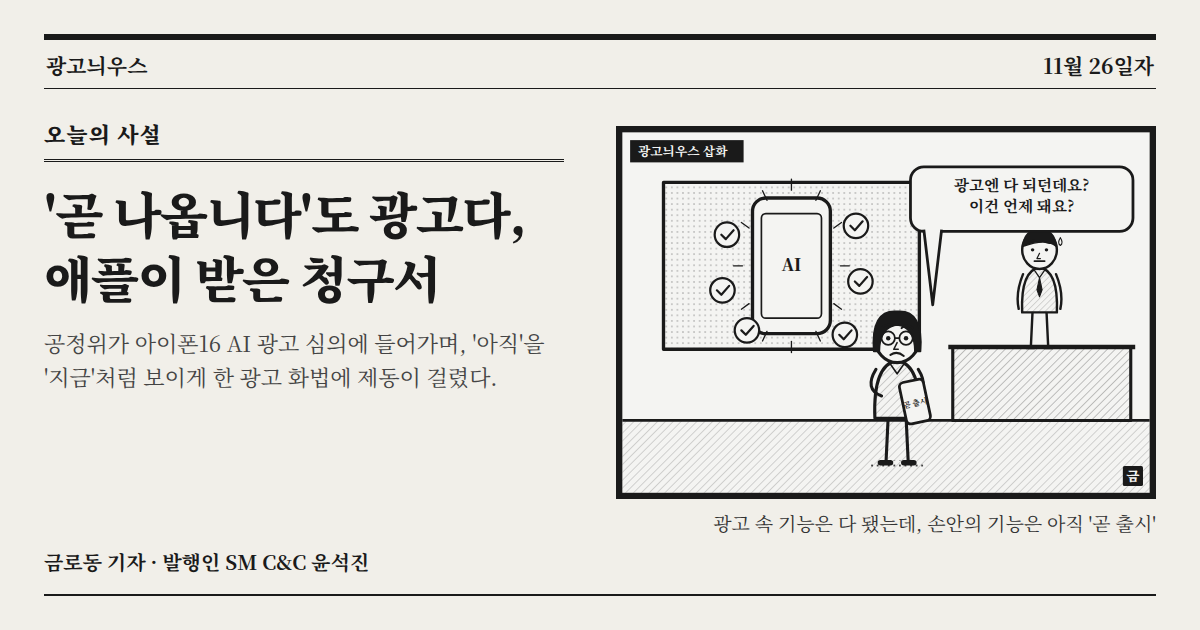 광고늬우스
11월 26일자
오늘의 사설
'곧 나옵니다'도 광고다,
애플이 받은 청구서
공정위가 아이폰16 AI 광고 심의에 들어가며, '아직'을
'지금'처럼 보이게 한 광고 화법에 제동이 걸렸다.
금로동 기자 · 발행인 SM C&C 윤석진
광고늬우스 삽화
광고엔 다 되던데요?
이건 언제 돼요?
AI
곧 출시
금
광고 속 기능은 다 됐는데, 손안의 기능은 아직 '곧 출시'